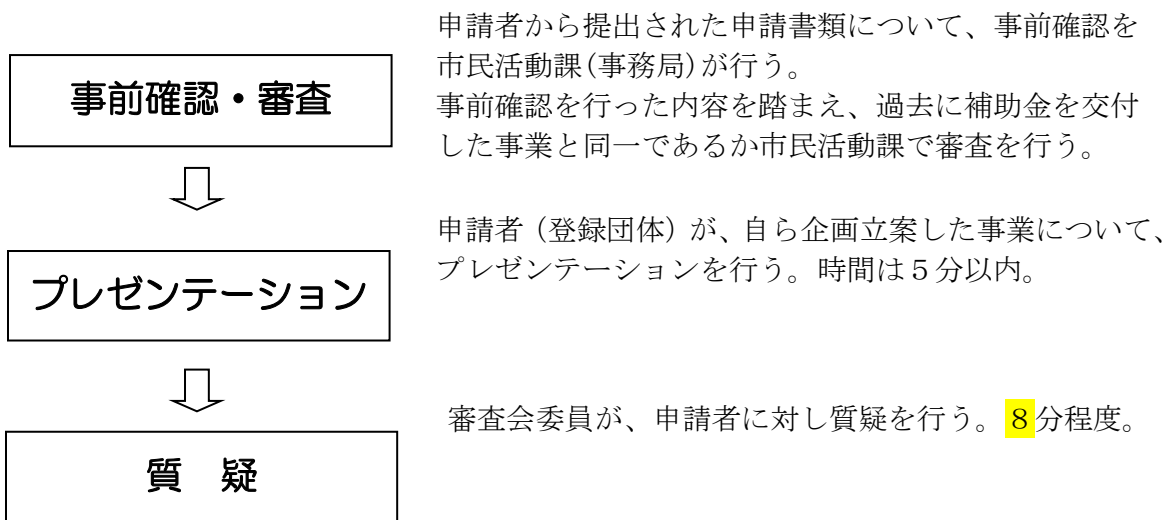 申請者から提出された申請書類について、事前確認を
市民活動課(事務局)が行う。
事前確認・審査
事前確認を行った内容を踏まえ、過去に補助金を交付
した事業と同一であるか市民活動課で審査を行う。
申請者（登録団体）が、自ら企画立案した事業について、
プレゼンテーションを行う。時間は５分以内。
プレゼンテーション
審査会委員が、申請者に対し質疑を行う。８分程度。
質　疑